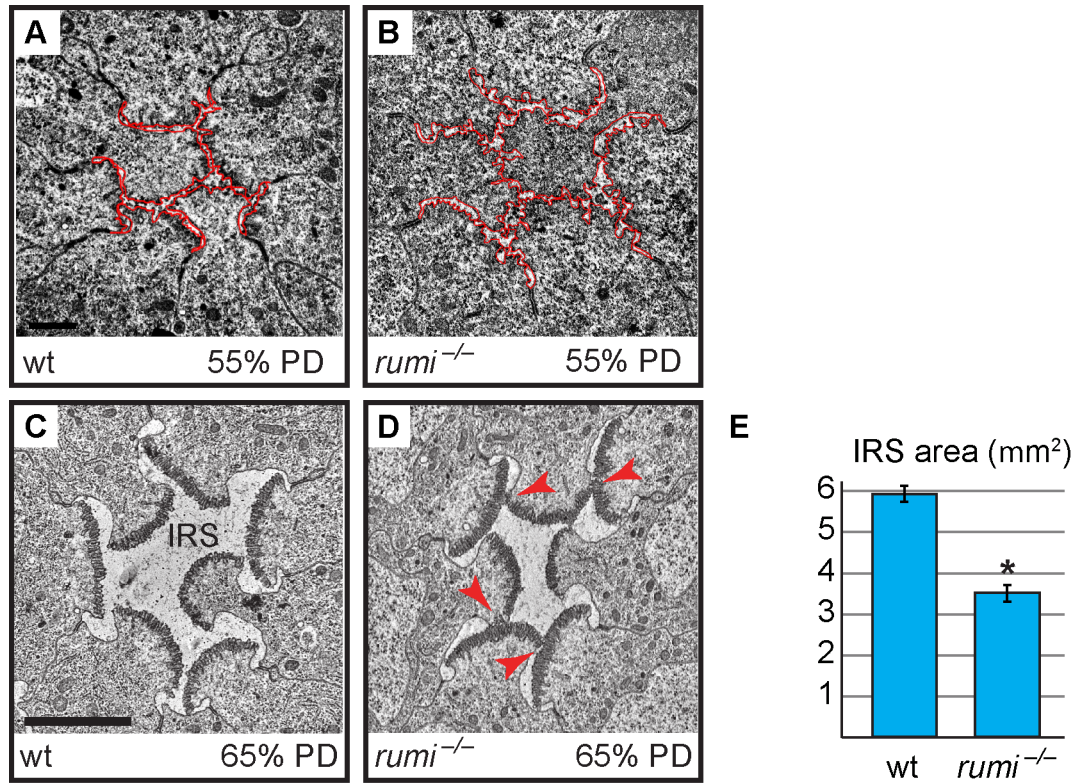 A
wt 55% PD
B
rumi –/– 55% PD
C
IRS
wt 65% PD
D
rumi –/– 65% PD
E
IRS area (mm²)
6
5
4
3
2
1
*
wt rumi –/–